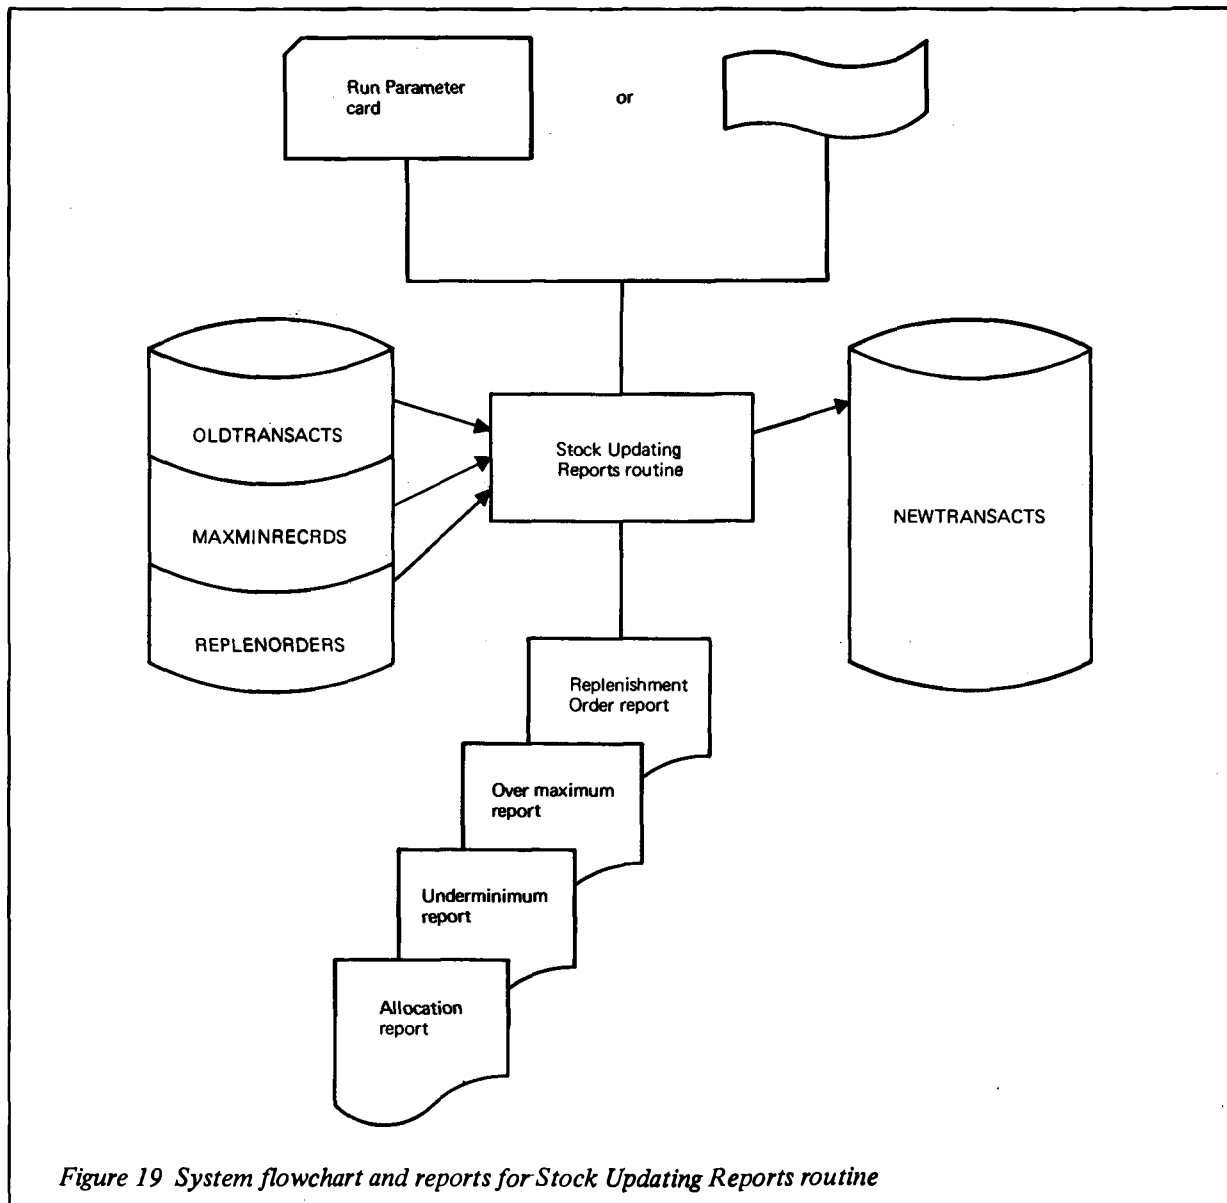 Run Parameter
card
or
OLDTRANSACTS
MAXMINRECRDS
REPLENORDERS
Stock Updating
Reports routine
NEWTRANSACTS
Replenishment
Order report
Over maximum
report
Underminimum
report
Allocation
report
Figure 19 System flowchart and reports for Stock Updating Reports routine